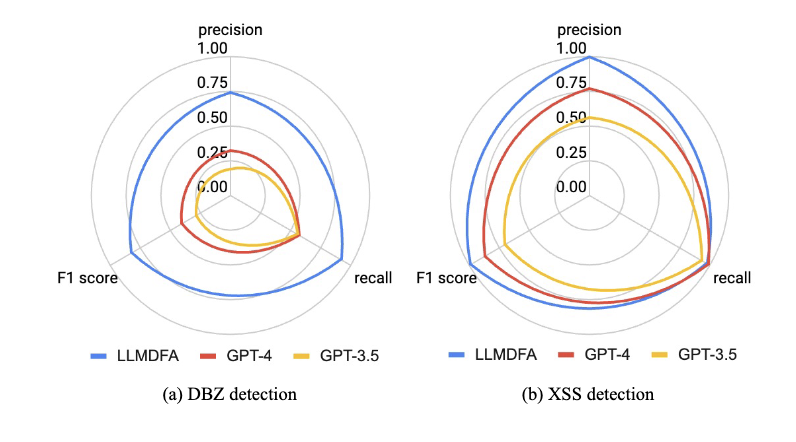 precision
1.00
0.75
0.50
0.25
0.00
F1 score
recall
LLMDFA GPT-4 GPT-3.5
(a) DBZ detection
precision
1.00
0.75
0.50
0.25
0.00
F1 score
recall
LLMDFA GPT-4 GPT-3.5
(b) XSS detection